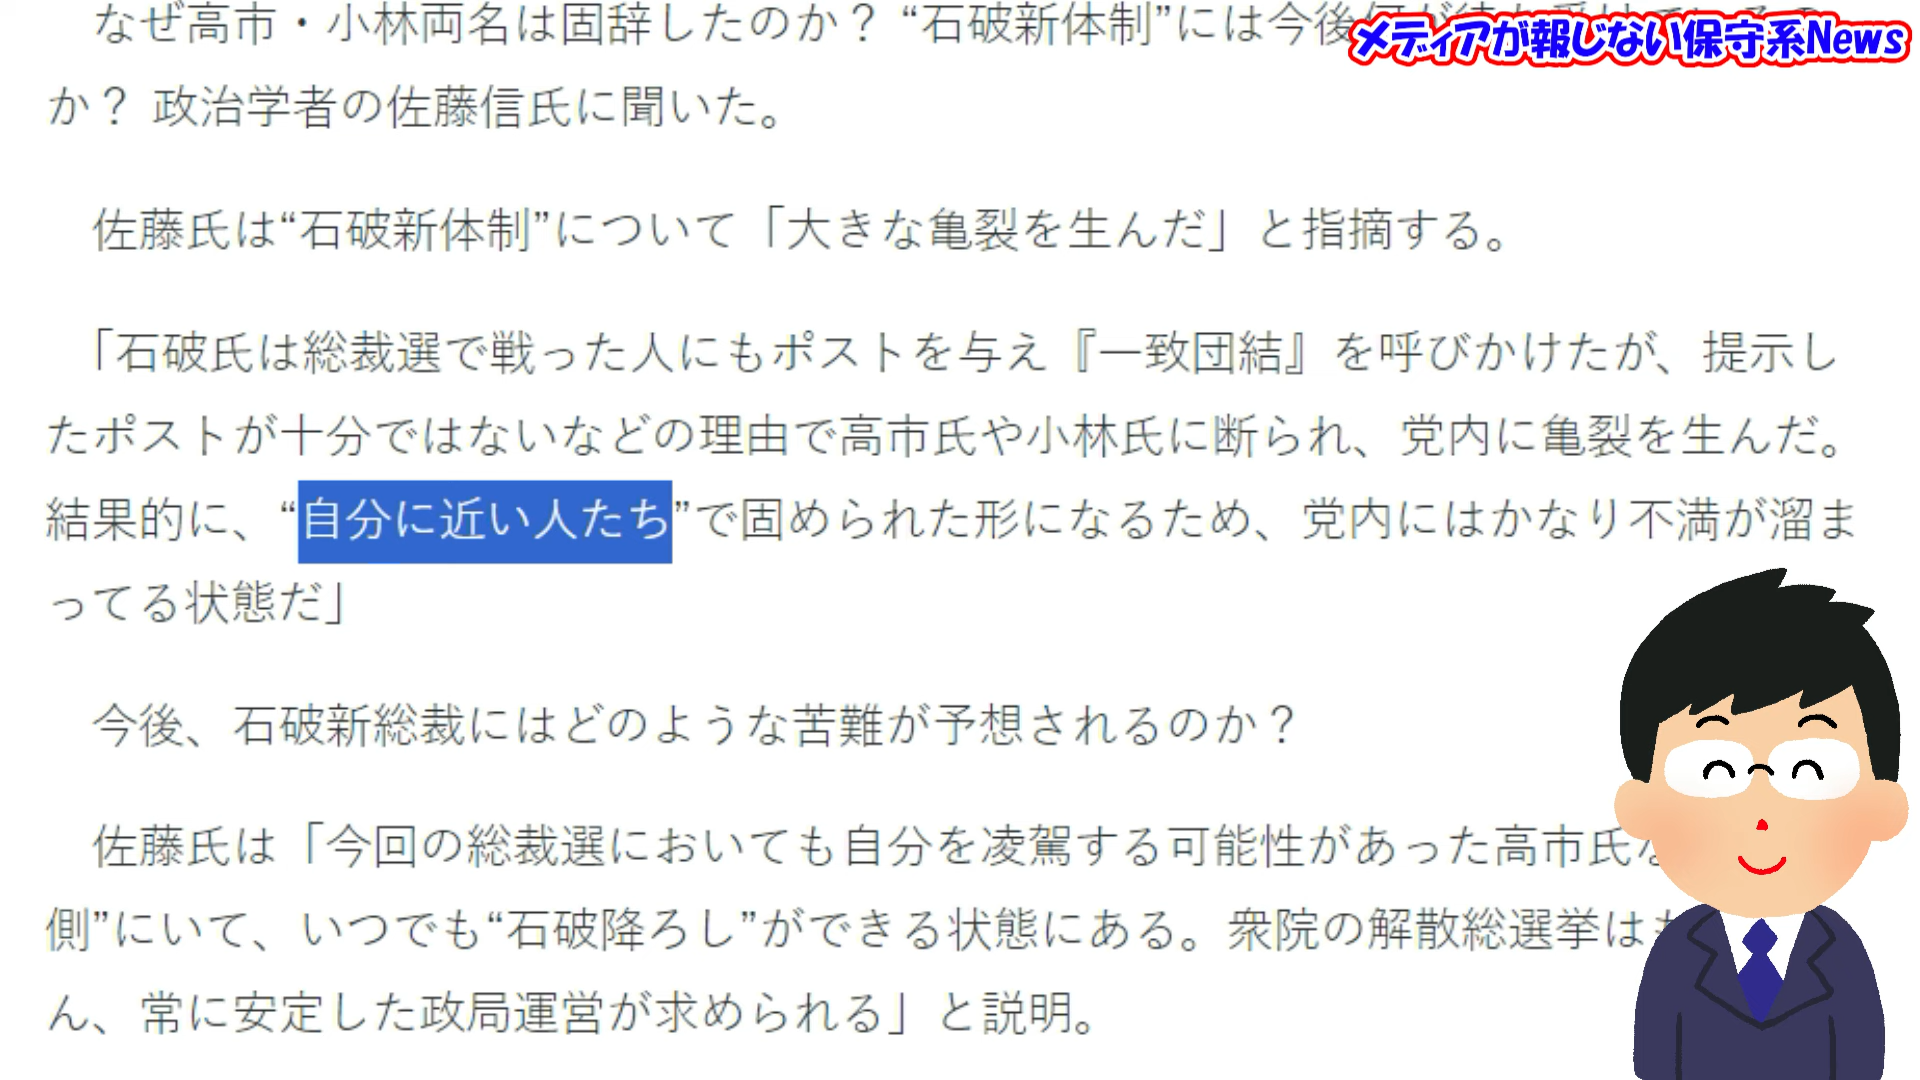 なぜ高市・小林両名は固辞したのか？ “石破新体制”には今後
メディアが報じない保守系News
か？ 政治学者の佐藤信氏に聞いた。
佐藤氏は“石破新体制”について「大きな亀裂を生んだ」と指摘する。
「石破氏は総裁選で戦った人にもポストを与え『一致団結』を呼びかけたが、提示し
たポストが十分ではないなどの理由で高市氏や小林氏に断られ、党内に亀裂を生んだ。
結果的に、“自分に近い人たち”で固められた形になるため、党内にはかなり不満が溜ま
ってる状態だ」
今後、石破新総裁にはどのような苦難が予想されるのか？
佐藤氏は「今回の総裁選においても自分を凌駕する可能性があった高市氏
側”にいて、いつでも“石破降ろし”ができる状態にある。衆院の解散総選挙は
ん、常に安定した政局運営が求められる」と説明。